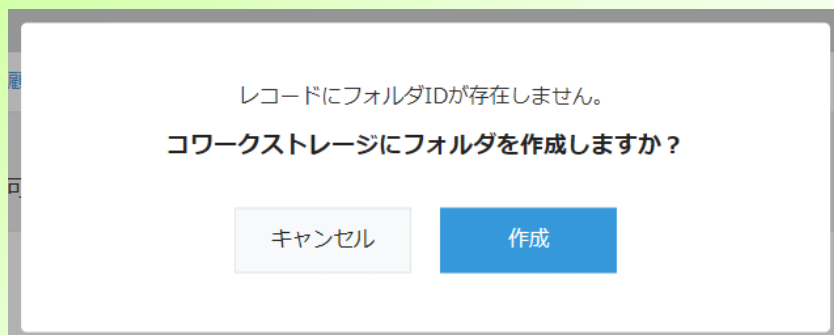 レコードにフォルダIDが存在しません。
コワークストレージにフォルダを作成しますか？
キャンセル
作成